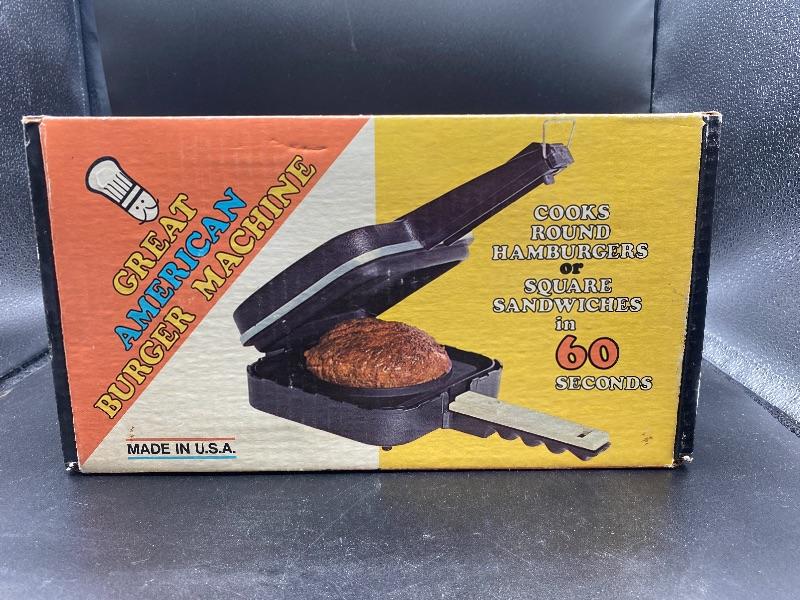 GREAT
AMERICAN
BURGER MACHINE
MADE IN U.S.A.
COOKS
ROUND
HAMBURGERS
or
SQUARE
SANDWICHES
in
60
SECONDS